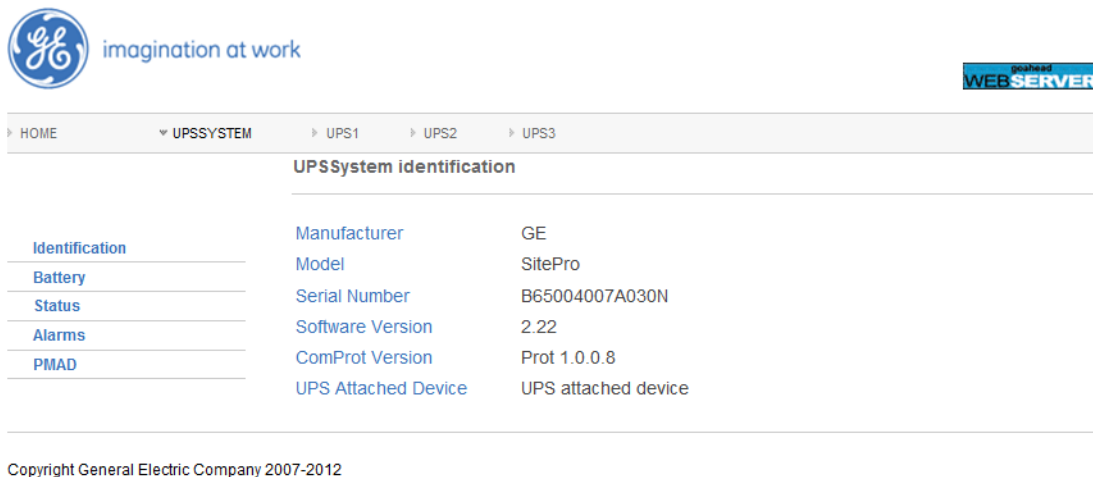 GE
imagination at work
goahead
WEBSERVER
HOME UPSSYSTEM UPS1 UPS2 UPS3
UPSSystem identification
Identification
Battery
Status
Alarms
PMAD
Manufacturer GE
Model SitePro
Serial Number B65004007A030N
Software Version 2.22
ComProt Version Prot 1.0.0.8
UPS Attached Device UPS attached device
Copyright General Electric Company 2007-2012